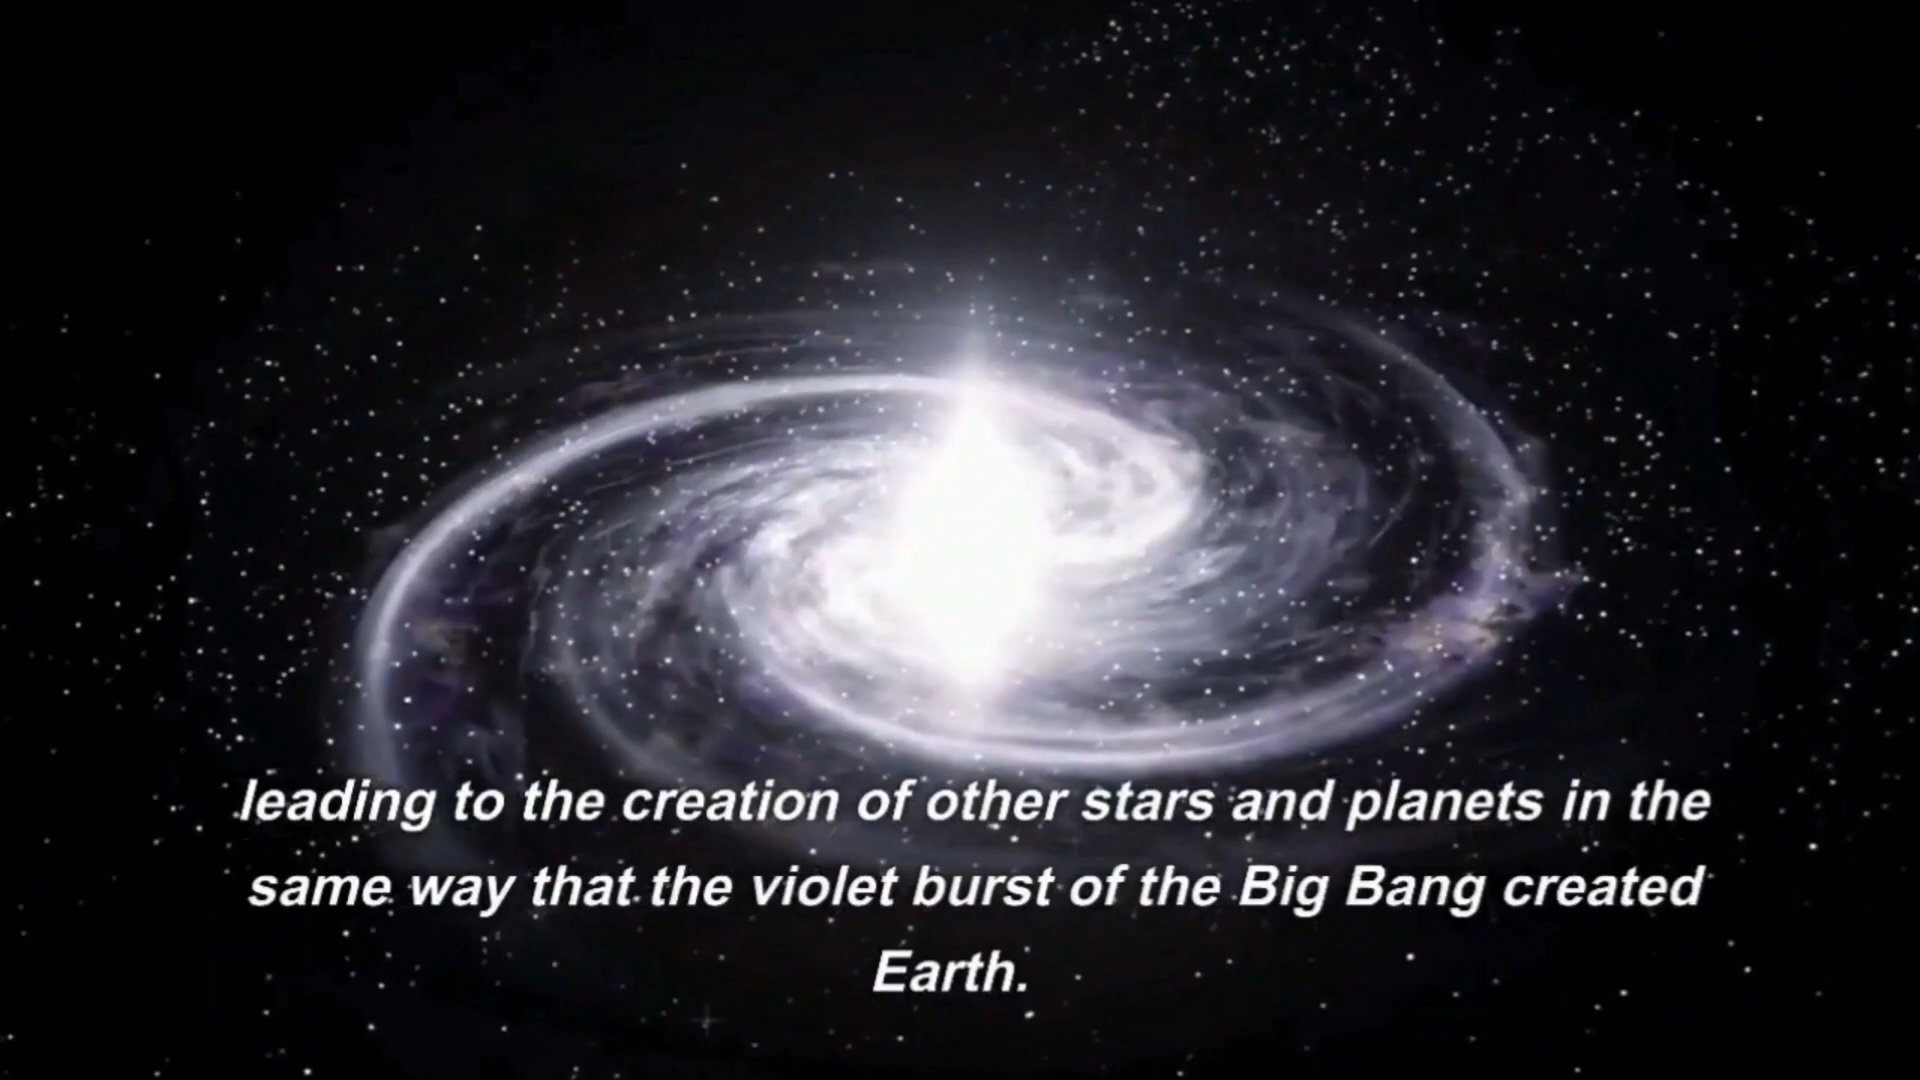 leading to the creation of other stars and planets in the
same way that the violet burst of the Big Bang created
Earth.